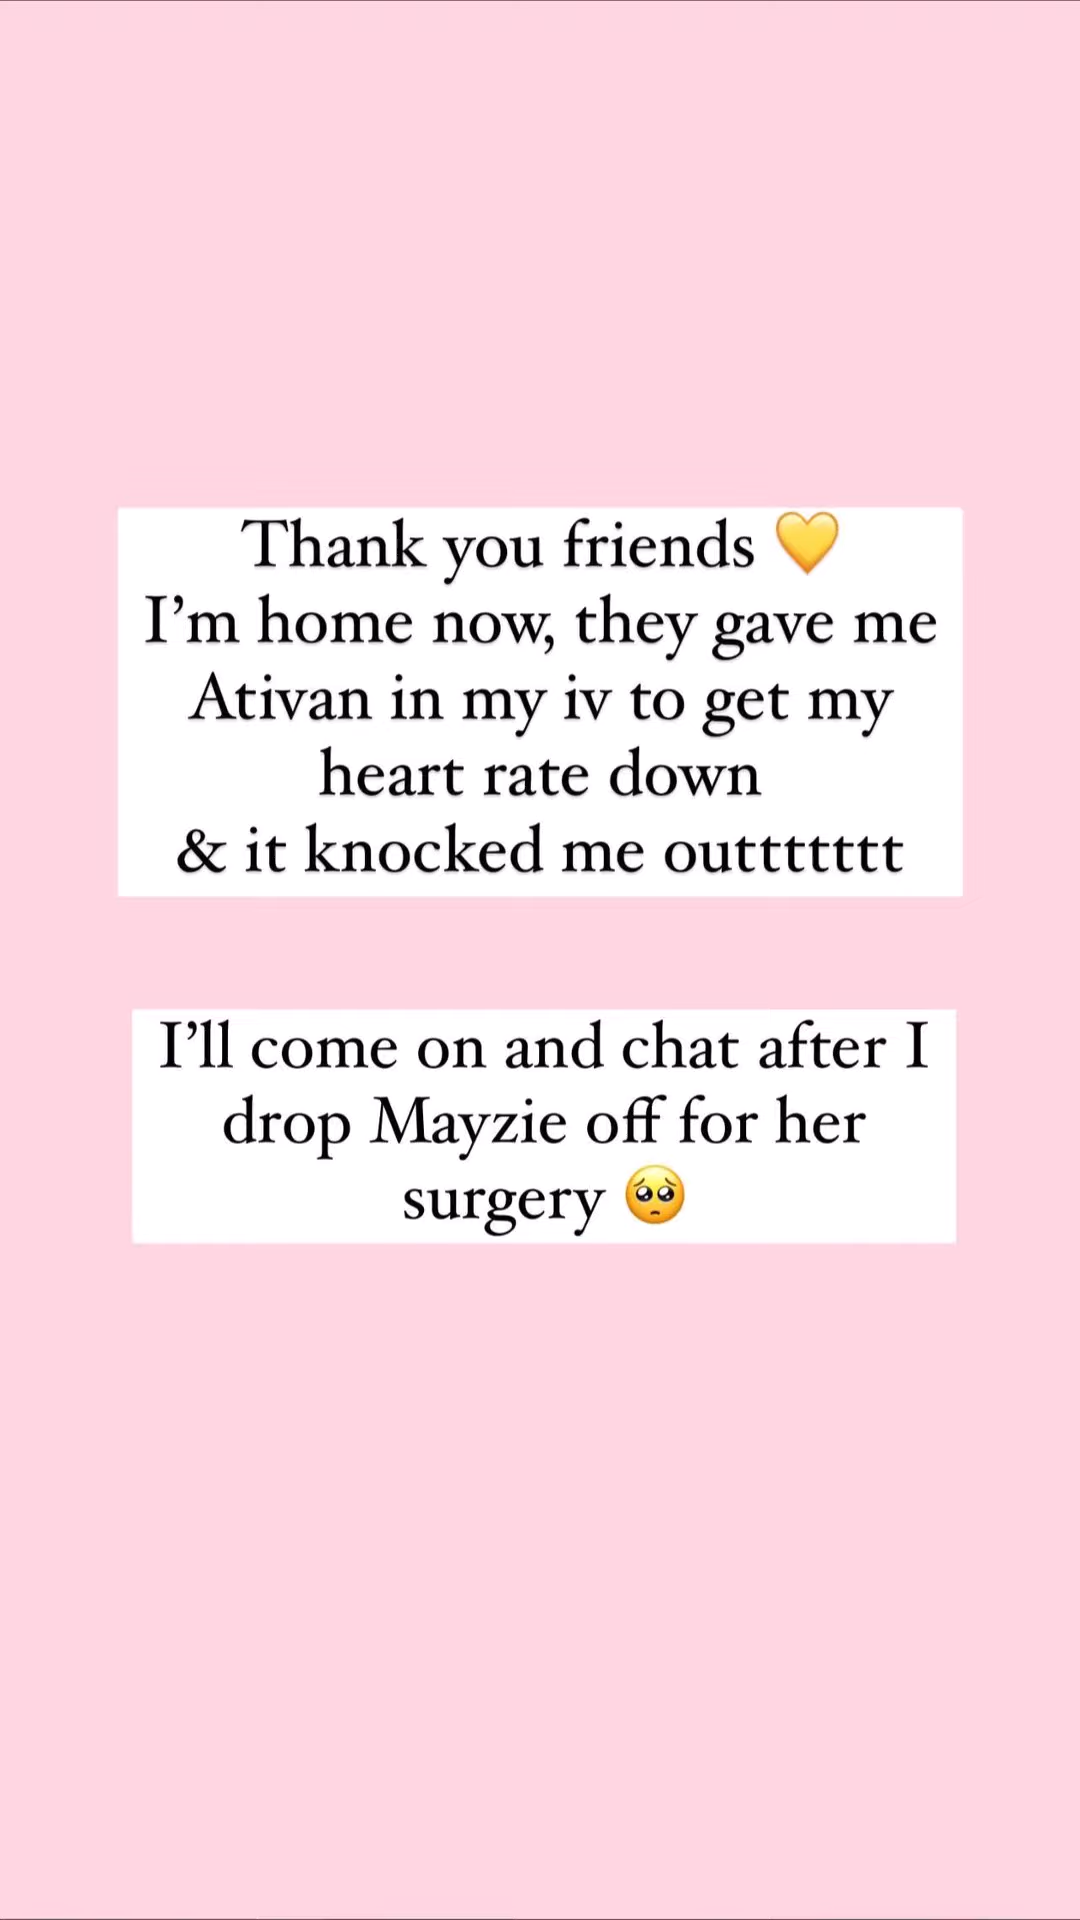 Thank you friends 💛
I’m home now, they gave me
Ativan in my iv to get my
heart rate down
& it knocked me outttttttt
I’ll come on and chat after I
drop Mayzie off for her
surgery 🥺